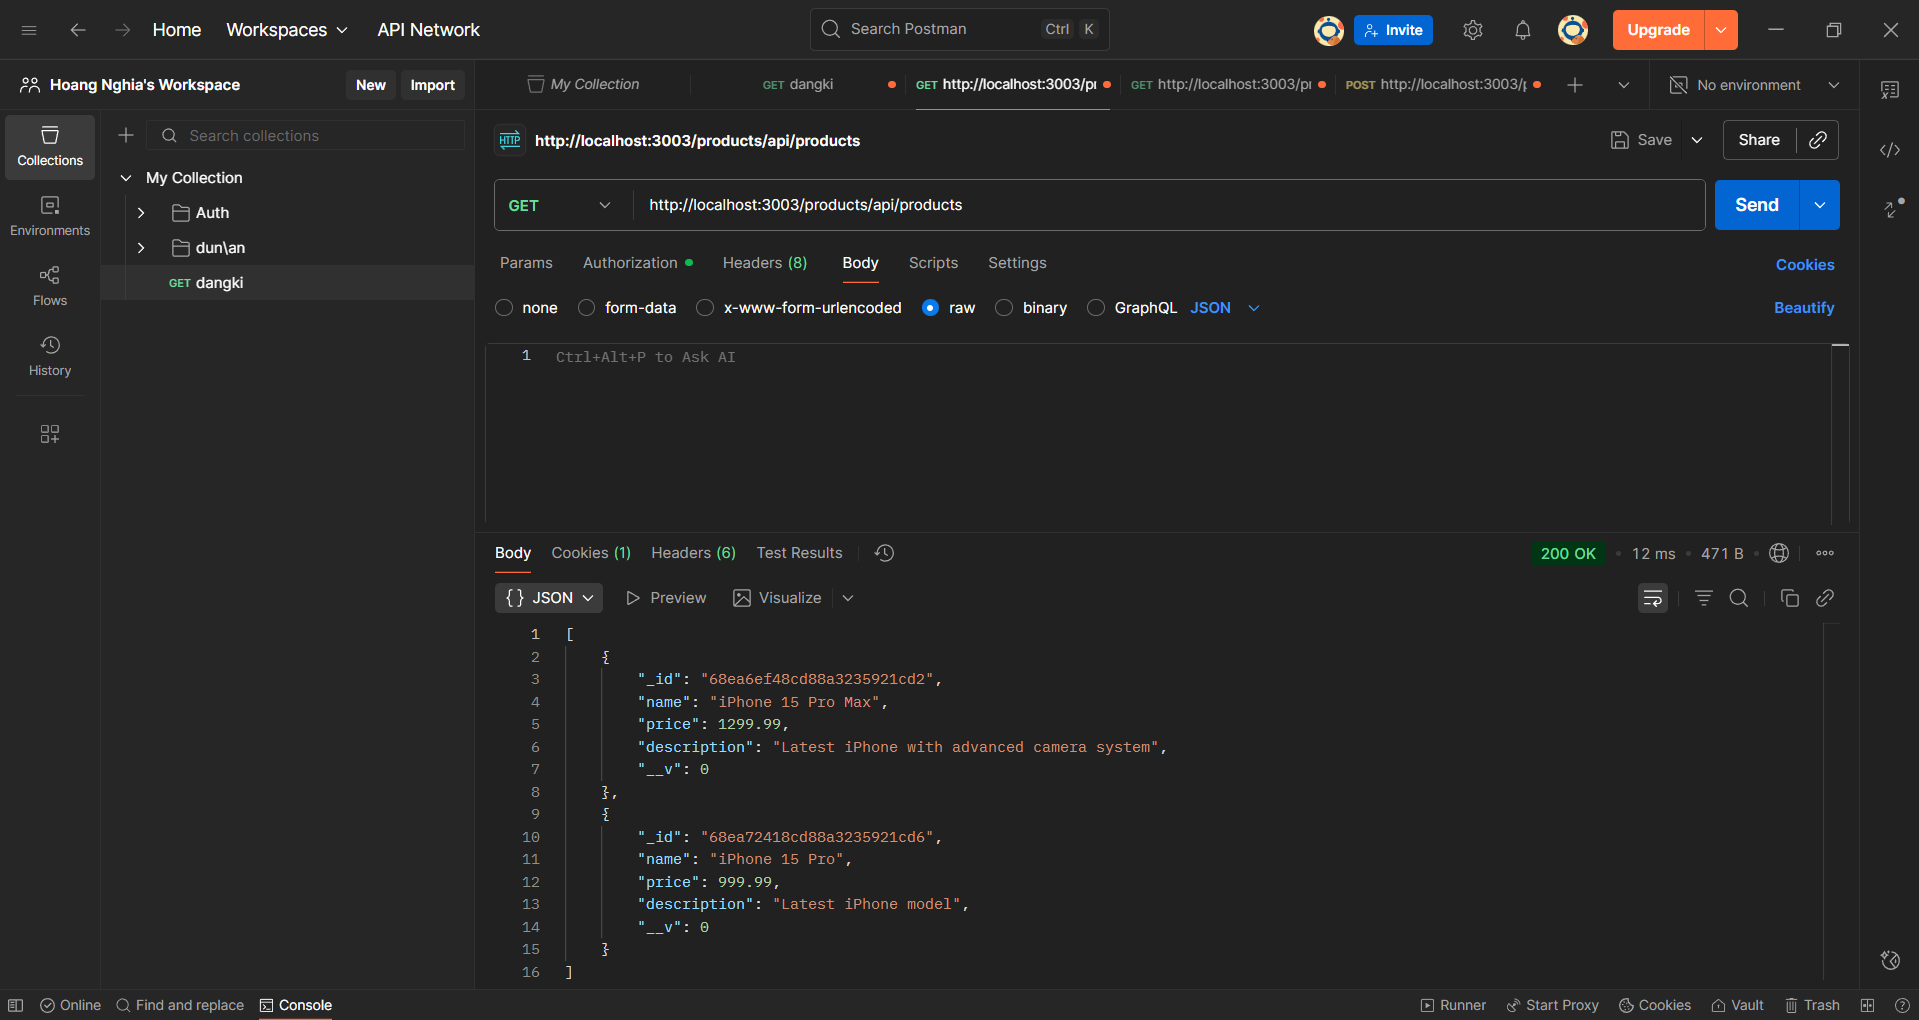 Home Workspaces API Network Search Postman Ctrl K Invite Upgrade
Hoang Nghia's Workspace New Import My Collection GET dangki GET http://localhost:3003/pr GET http://localhost:3003/pr POST http://localhost:3003/p No environment
Collections
Environments
Flows
History
Search collections
My Collection
Auth
dun\an
GET dangki
HTTP http://localhost:3003/products/api/products Save Share
GET http://localhost:3003/products/api/products Send
Params Authorization Headers (8) Body Scripts Settings Cookies
none form-data x-www-form-urlencoded raw binary GraphQL JSON Beautify
1 Ctrl+Alt+P to Ask AI
Body Cookies (1) Headers (6) Test Results 200 OK • 12 ms • 471 B •
{} JSON Preview Visualize
1 [
2 {
3 "_id": "68ea6ef48cd88a3235921cd2",
4 "name": "iPhone 15 Pro Max",
5 "price": 1299.99,
6 "description": "Latest iPhone with advanced camera system",
7 "__v": 0
8 },
9 {
10 "_id": "68ea72418cd88a3235921cd6",
11 "name": "iPhone 15 Pro",
12 "price": 999.99,
13 "description": "Latest iPhone model",
14 "__v": 0
15 }
16 ]
Online Find and replace Console Runner Start Proxy Cookies Vault Trash